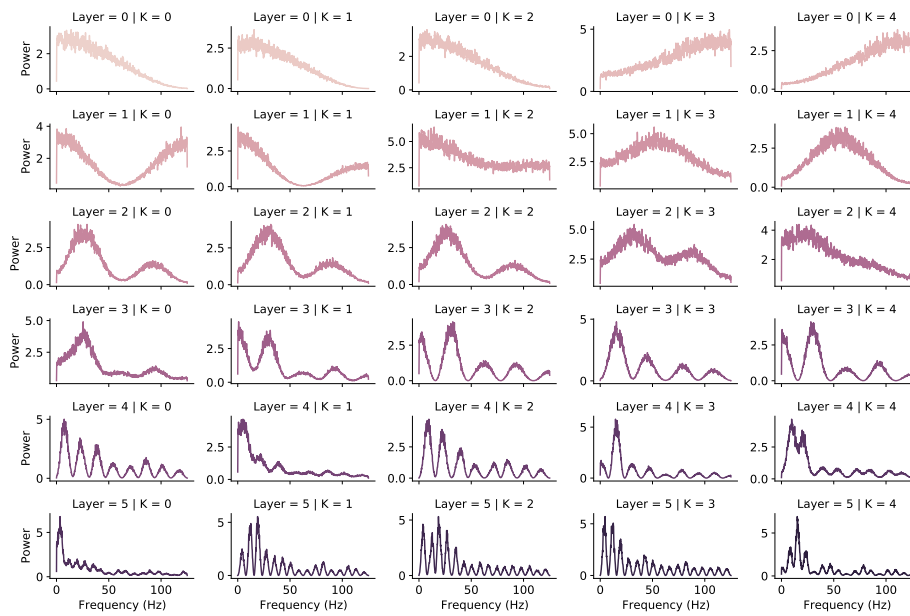 Layer = 0 | K = 0 Layer = 0 | K = 1 Layer = 0 | K = 2 Layer = 0 | K = 3 Layer = 0 | K = 4
Power 2 0 2.5 0.0 2 0 5 0 2.5 0.0
Layer = 1 | K = 0 Layer = 1 | K = 1 Layer = 1 | K = 2 Layer = 1 | K = 3 Layer = 1 | K = 4
Power 4 2 2.5 0.0 5.0 2.5 5.0 2.5 2.5 0.0
Layer = 2 | K = 0 Layer = 2 | K = 1 Layer = 2 | K = 2 Layer = 2 | K = 3 Layer = 2 | K = 4
Power 2.5 0.0 2.5 0.0 2.5 0.0 5.0 2.5 4 2
Layer = 3 | K = 0 Layer = 3 | K = 1 Layer = 3 | K = 2 Layer = 3 | K = 3 Layer = 3 | K = 4
Power 5.0 2.5 2.5 0.0 2.5 0.0 5 0 2.5 0.0
Layer = 4 | K = 0 Layer = 4 | K = 1 Layer = 4 | K = 2 Layer = 4 | K = 3 Layer = 4 | K = 4
Power 5 0 2.5 0.0 2.5 0.0 5 0 2.5 0.0
Layer = 5 | K = 0 Layer = 5 | K = 1 Layer = 5 | K = 2 Layer = 5 | K = 3 Layer = 5 | K = 4
Power 5 0 5 0 5 0 5 0 5 0
0 50 100 0 50 100 0 50 100 0 50 100 0 50 100
Frequency (Hz) Frequency (Hz) Frequency (Hz) Frequency (Hz) Frequency (Hz)